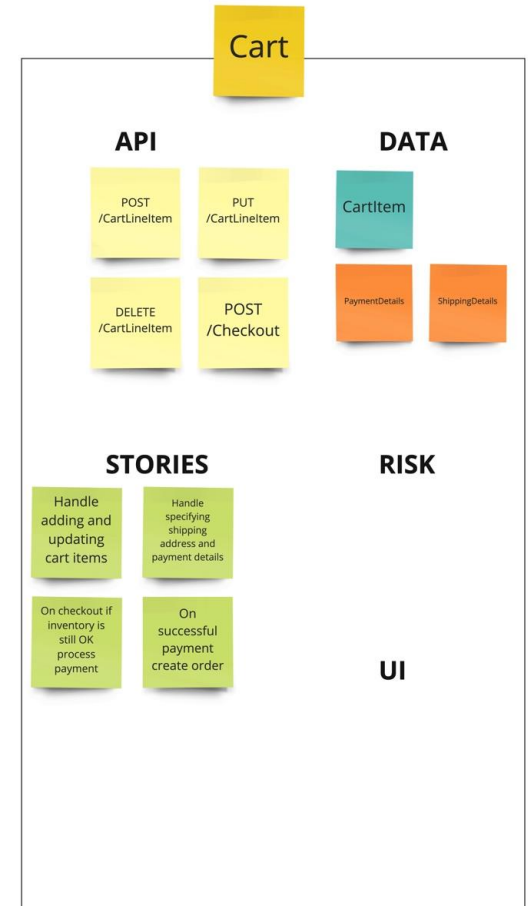 Cart
API
DATA
POST
/CartLineItem
PUT
/CartLineItem
CartItem
DELETE
/CartLineItem
POST
/Checkout
PaymentDetails
ShippingDetails
STORIES
RISK
Handle
adding and
updating
cart items
Handle
specifying
shipping
address and
payment details
On checkout if
inventory is
still OK
process
payment
On
successful
payment
create order
UI